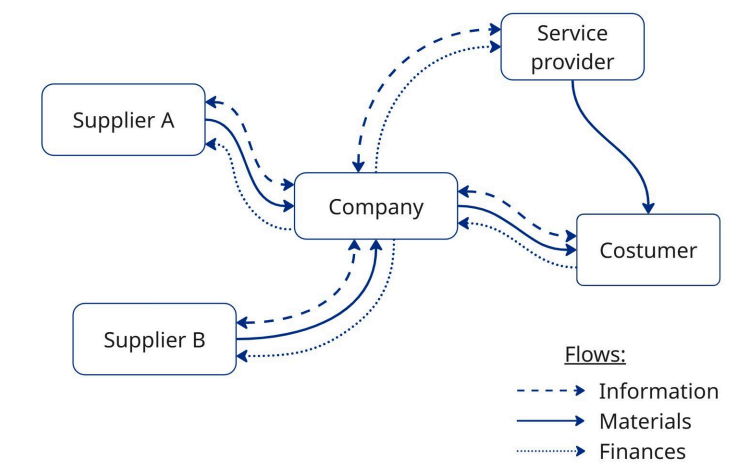 Service
provider
Supplier A
Company
Costumer
Supplier B
Flows:
Information
Materials
Finances